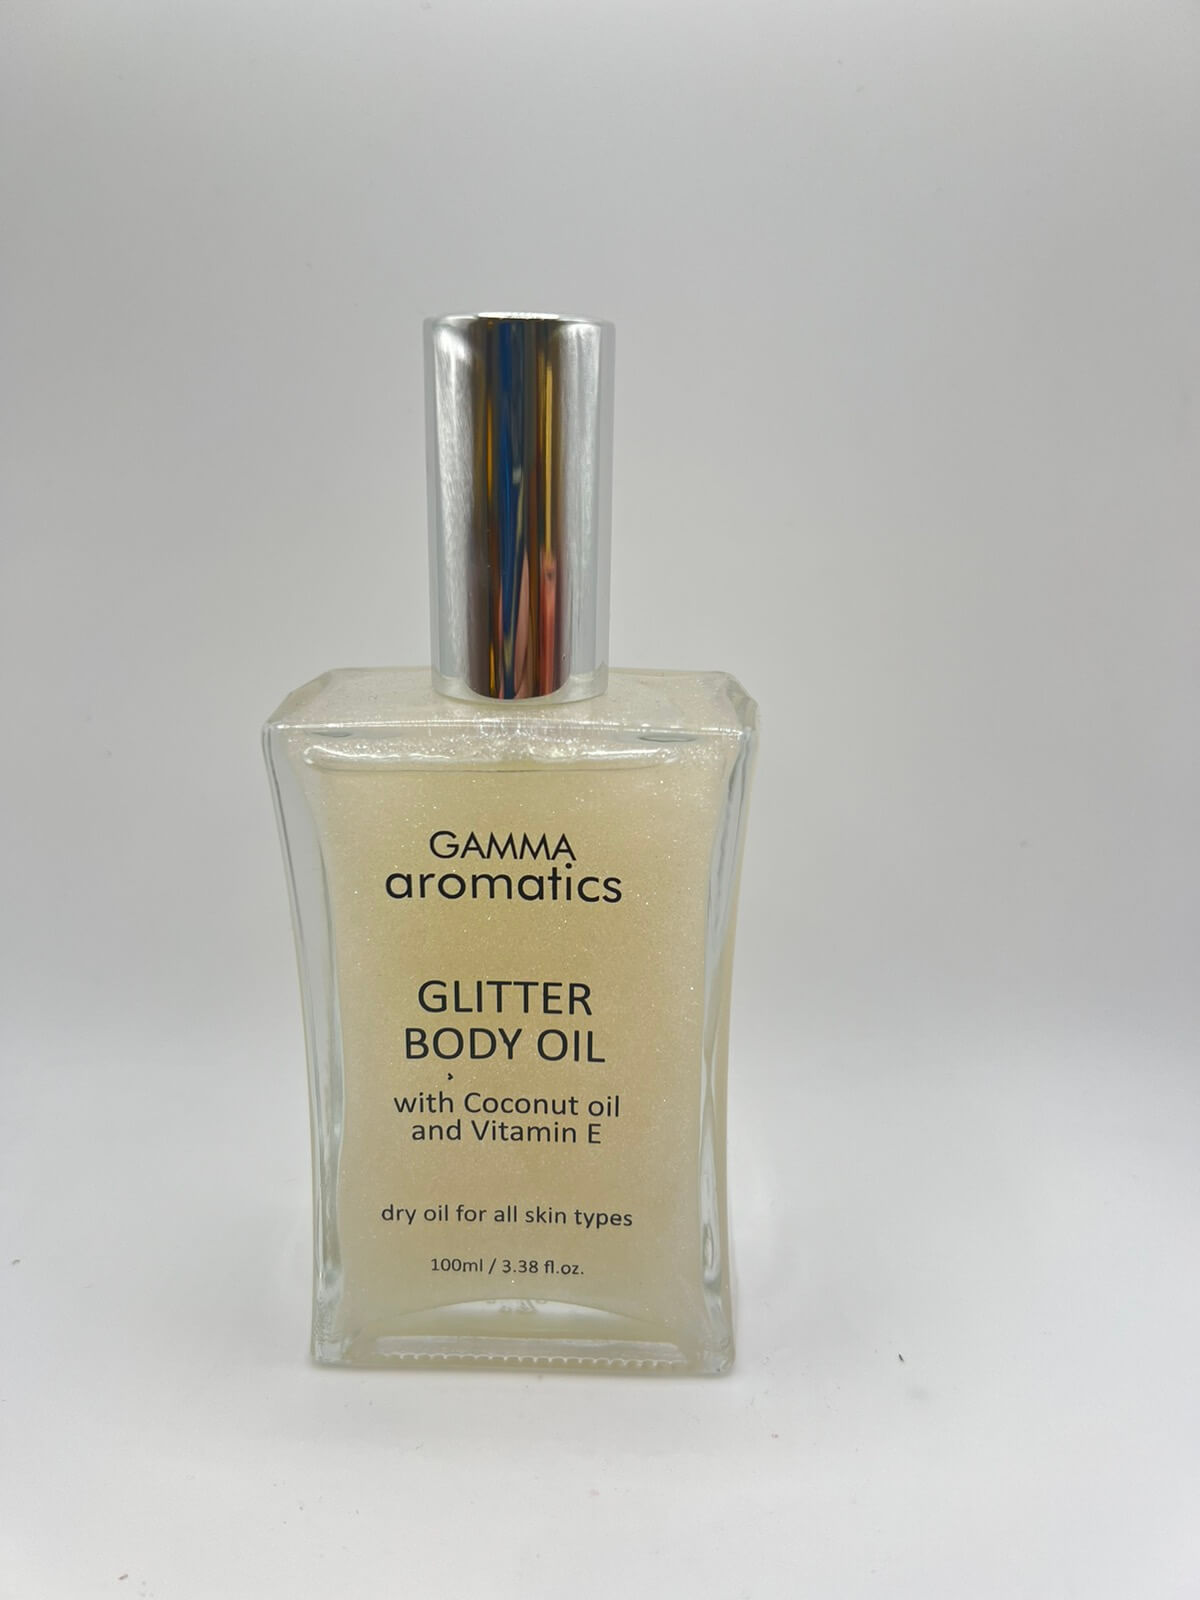 GAMMA
aromatics
GLITTER
BODY OIL
with Coconut oil
and Vitamin E
dry oil for all skin types
100ml / 3.38 fl.oz.